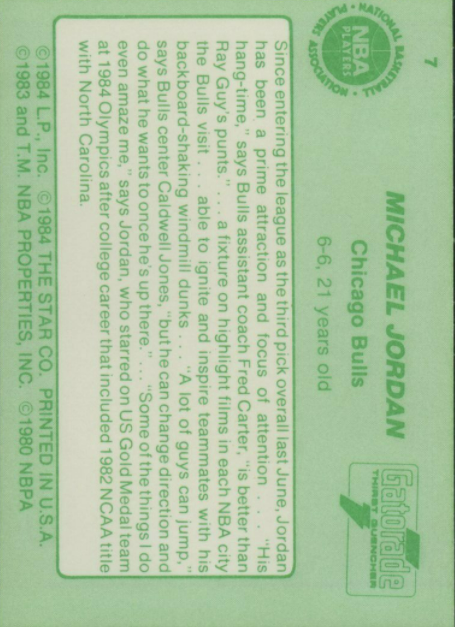 7
NATIONAL BASKETBALL
NBA
PLAYERS
PLAYERS ASSOCIATION
MICHAEL JORDAN
Chicago Bulls
6-6, 21 years old
Gatorade
THIRST QUENCHER
Since entering the league as the third pick overall last June, Jordan
has been a prime attraction and focus of attention . . . "His
hang-time," says Bulls assistant coach Fred Carter, "is better than
Ray Guy's punts." . . . a fixture on highlight films in each NBA city
the Bulls visit . . . able to ignite and inspire teammates with his
backboard-shaking windmill dunks . . . "A lot of guys can jump,"
says Bulls center Caldwell Jones, "but he can change direction and
do what he wants to once he's up there." . . . "Some of the things I do
even amaze me," says Jordan, who starred on US Gold Medal team
at 1984 Olympics after college career that included 1982 NCAA title
with North Carolina.
©1984 L.P., Inc. ©1984 THE STAR CO. PRINTED IN U.S.A.
©1983 and T.M. NBA PROPERTIES, INC. ©1980 NBPA